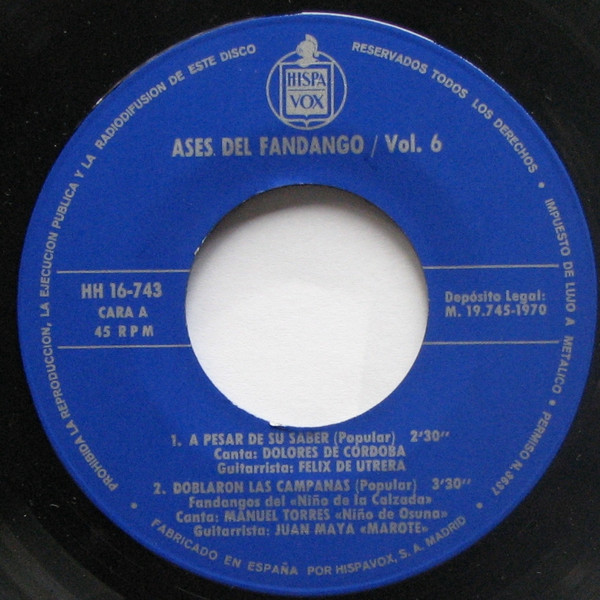 HISPA
VOX
ASES DEL FANDANGO / Vol. 6
HH 16-743
CARA A
45 RPM
Depósito Legal:
M. 19.745-1970
1. A PESAR DE SU SABER (Popular) 2'30''
Canta: DOLORES DE CÓRDOBA
Guitarrista: FELIX DE UTRERA
2. DOBLARON LAS CAMPANAS (Popular) 3'30''
Fandangos del «Niño de la Calzada»
Canta: MANUEL TORRES «Niño de Osuna»
Guitarrista: JUAN MAYA «MAROTE»
PROHIBIDA LA REPRODUCCION, LA EJECUCION PUBLICA Y LA RADIODIFUSION DE ESTE DISCO
RESERVADOS TODOS LOS DERECHOS • IMPUESTO DE LUJO A METALICO • PERMISO N. 3637
• FABRICADO EN ESPAÑA POR HISPAVOX, S. A. MADRID •